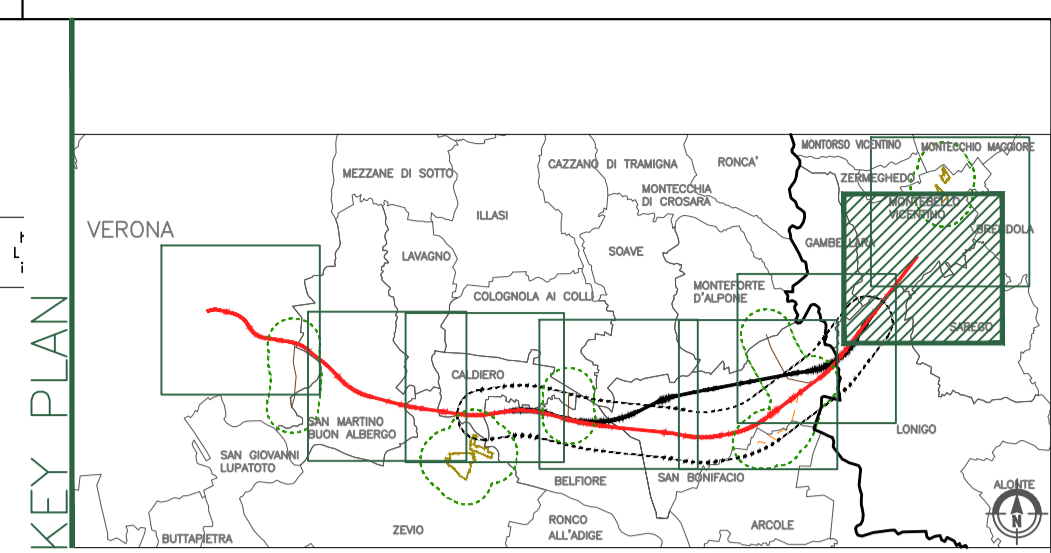 KEY PLAN
MONTORSO VICENTINO
MONTECCHIO MAGGIORE
CAZZANO DI TRAMIGNA
RONCA'
MEZZANE DI SOTTO
ZERMEGHEDO
MONTECCHIA
DI CROSARA
MONTEBELLO
VICENTINO
ILLASI
VERONA
BRENDOLA
GAMBELLARA
LAVAGNO
SOAVE
MONTEFORTE
D'ALPONE
COLOGNOLA AI COLLI
SAREGO
CALDIERO
SAN MARTINO
BUON ALBERGO
LONIGO
SAN GIOVANNI
LUPATOTO
BELFIORE
SAN BONIFACIO
ALONTE
N
RONCO
ALL'ADIGE
ARCOLE
ZEVIO
BUTTAPIETRA